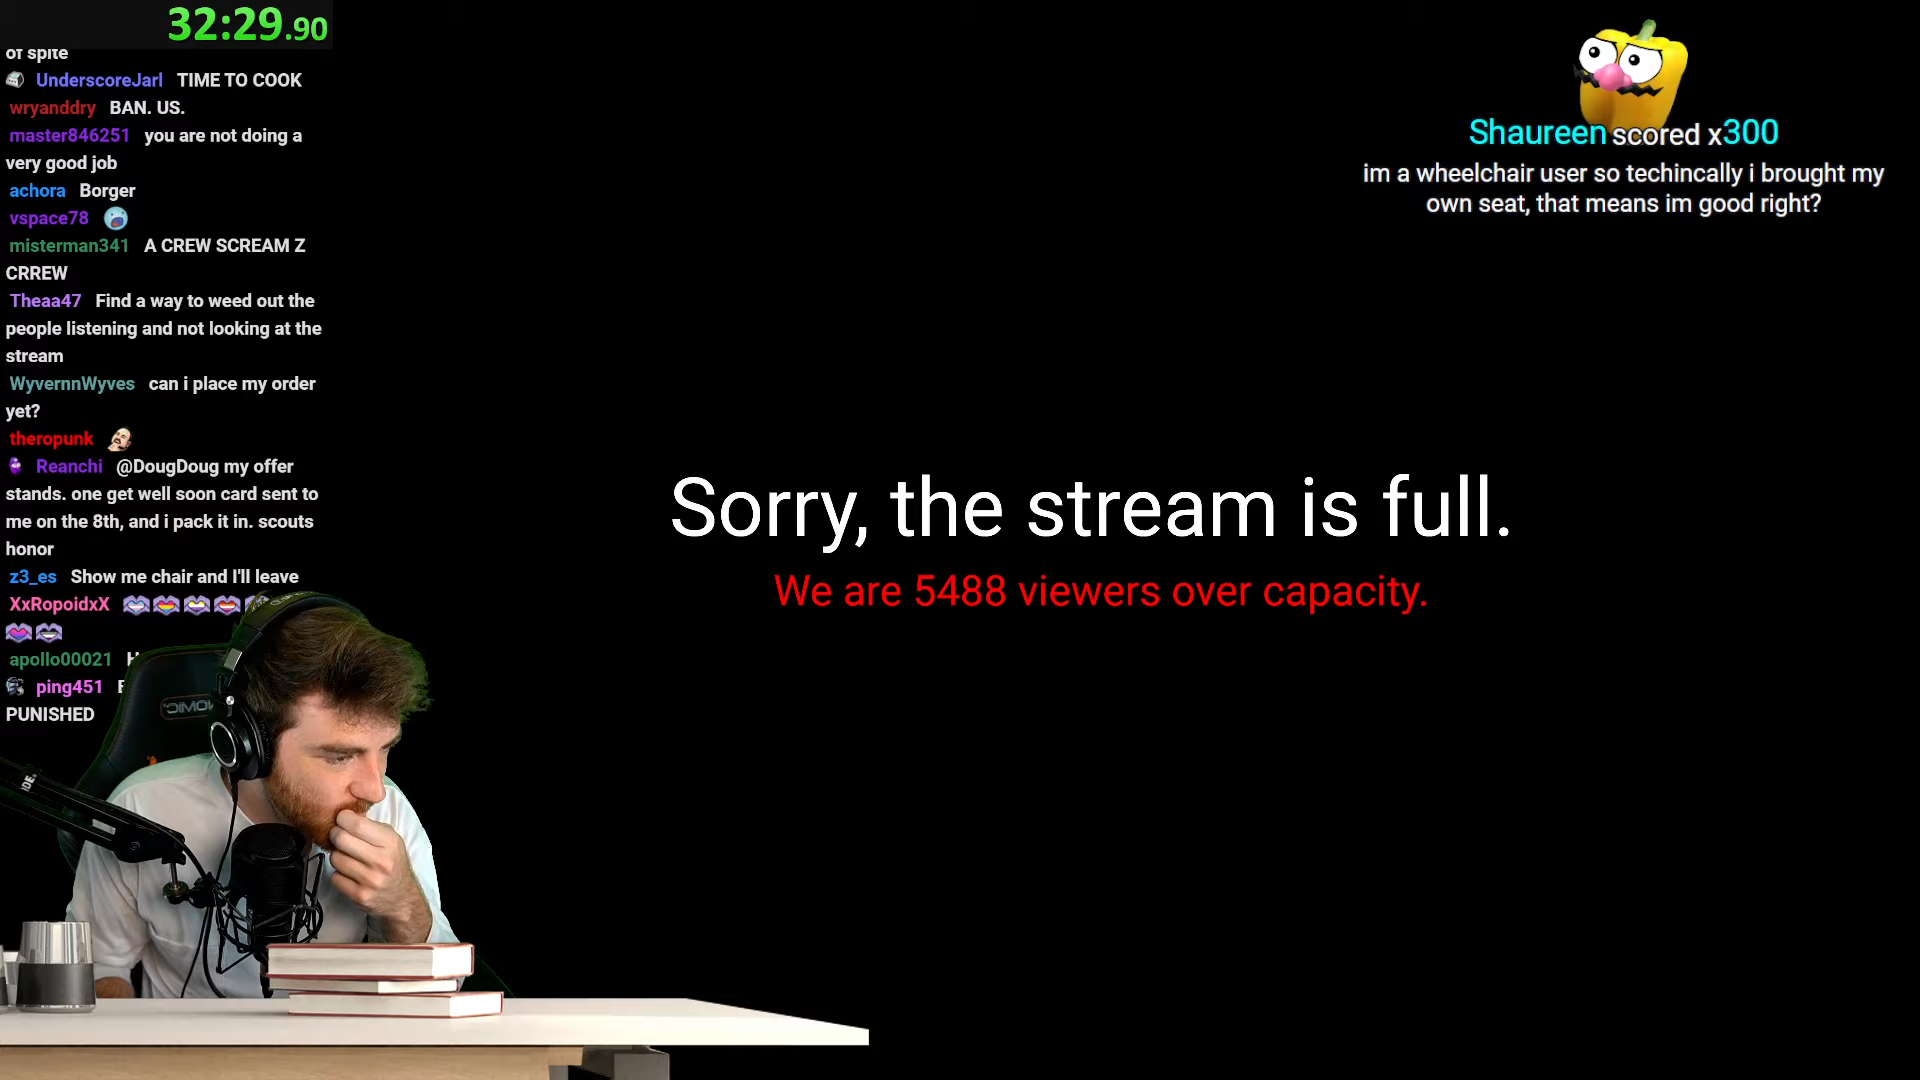 32:29.90
of spite
UnderscoreJarl TIME TO COOK
wryanddry BAN. US.
master846251 you are not doing a
very good job
achora Borger
vspace78
misterman341 A CREW SCREAM Z
CRREW
Theaa47 Find a way to weed out the
people listening and not looking at the
stream
WyvernnWyves can i place my order
yet?
theropunk
Reanchi @DougDoug my offer
stands. one get well soon card sent to
me on the 8th, and i pack it in. scouts
honor
z3_es Show me chair and I'll leave
XxRopoidxX
apollo00021
ping451
PUNISHED
Shaureen scored x300
im a wheelchair user so techincally i brought my
own seat, that means im good right?
Sorry, the stream is full.
We are 5488 viewers over capacity.